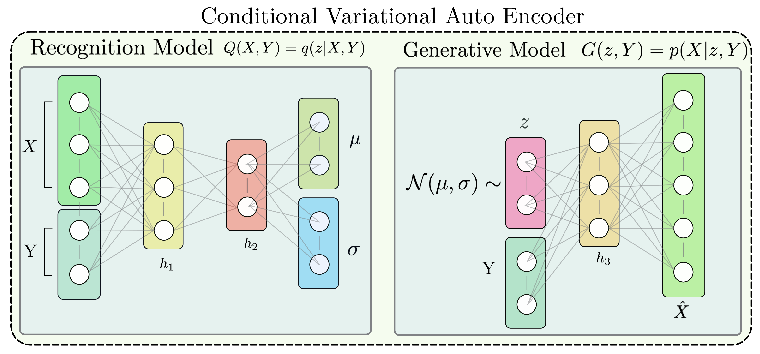 Conditional Variational Auto Encoder
Recognition Model Q(X, Y) = q(z|X, Y)
X
Y
h₁
h₂
μ
σ
Generative Model G(z, Y) = p(X|z, Y)
z
𝒩(μ, σ) ∼
Y
h₃
X̂